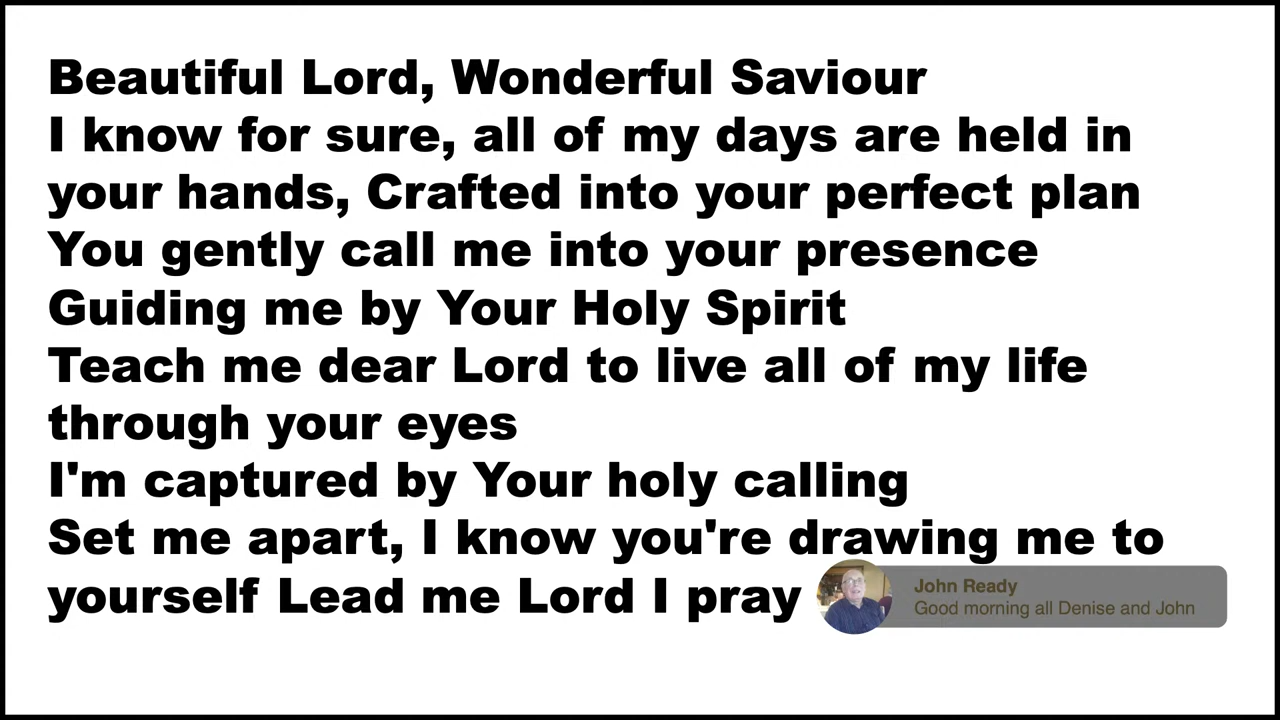 Beautiful Lord, Wonderful Saviour
I know for sure, all of my days are held in
your hands, Crafted into your perfect plan
You gently call me into your presence
Guiding me by Your Holy Spirit
Teach me dear Lord to live all of my life
through your eyes
I'm captured by Your holy calling
Set me apart, I know you're drawing me to
yourself Lead me Lord I pray
John Ready
Good morning all Denise and John